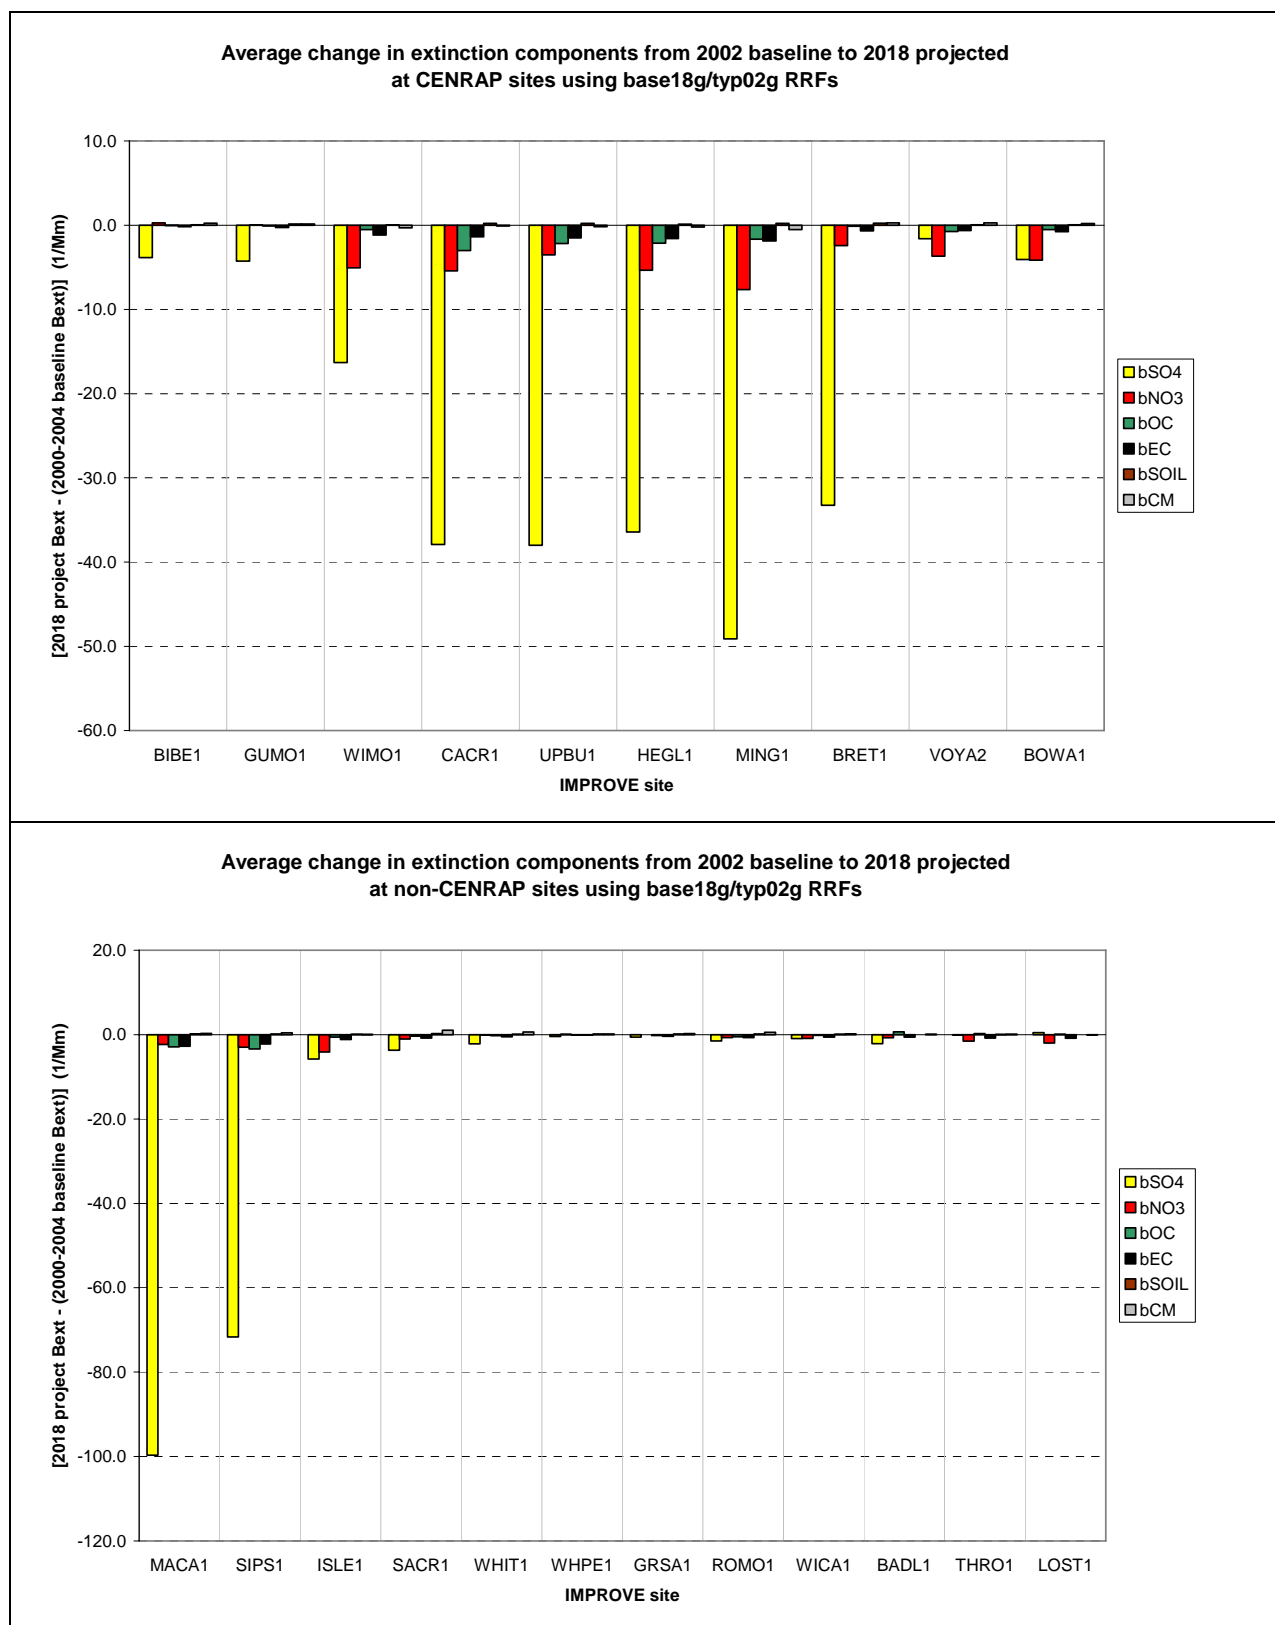 Average change in extinction components from 2002 baseline to 2018 projected
at CENRAP sites using base18g/typ02g RRFs
[2018 project Bext - (2000-2004 baseline Bext)] (1/Mm)
10.0
0.0
-10.0
-20.0
-30.0
-40.0
-50.0
-60.0
BIBE1 GUMO1 WIMO1 CACR1 UPBU1 HEGL1 MING1 BRET1 VOYA2 BOWA1
IMPROVE site
bSO4
bNO3
bOC
bEC
bSOIL
bCM
Average change in extinction components from 2002 baseline to 2018 projected
at non-CENRAP sites using base18g/typ02g RRFs
[2018 project Bext - (2000-2004 baseline Bext)] (1/Mm)
20.0
0.0
-20.0
-40.0
-60.0
-80.0
-100.0
-120.0
MACA1 SIPS1 ISLE1 SACR1 WHIT1 WHPE1 GRSA1 ROMO1 WICA1 BADL1 THRO1 LOST1
IMPROVE site
bSO4
bNO3
bOC
bEC
bSOIL
bCM